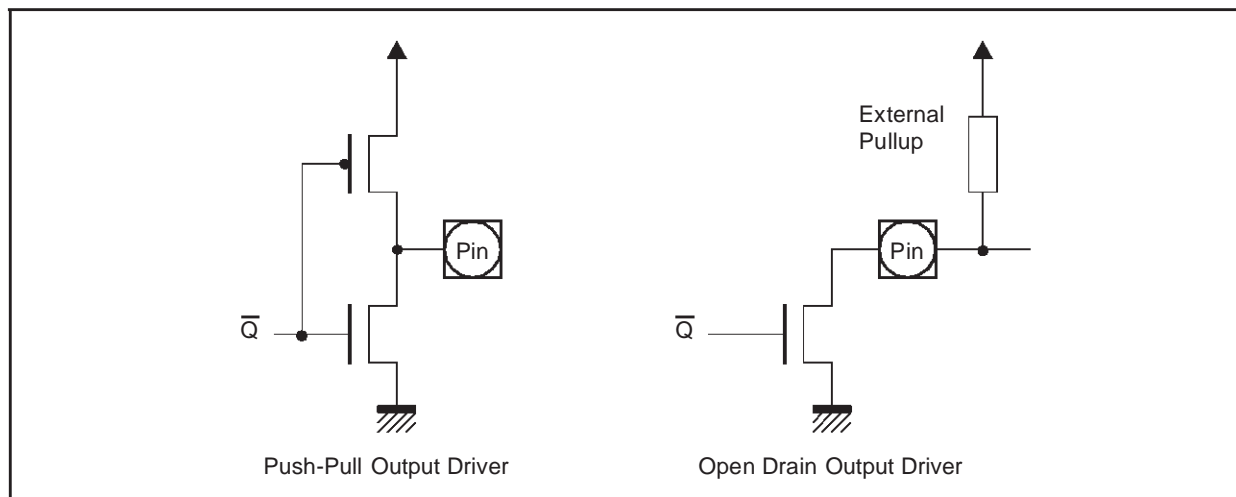 External
Pullup
Pin
Pin
Q̅
Q̅
Push-Pull Output Driver
Open Drain Output Driver